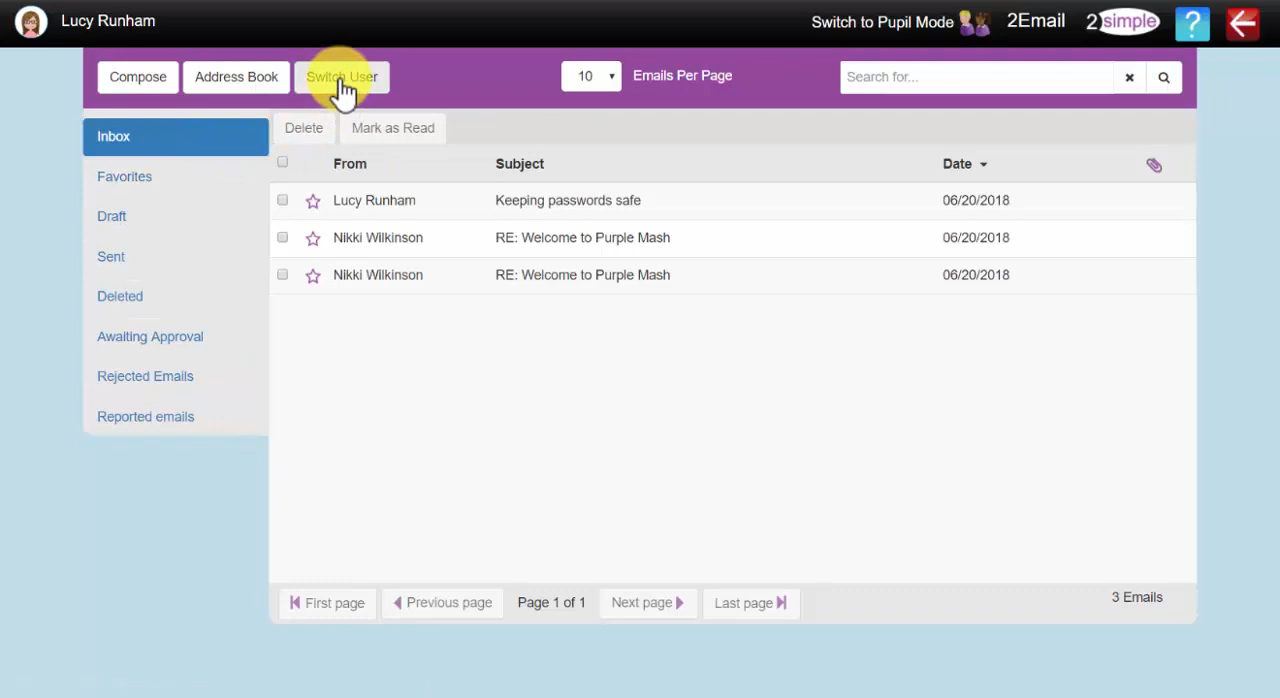 Lucy Runham
Switch to Pupil Mode 2Email 2simple ?
Compose Address Book Switch User 10 Emails Per Page Search for...
Inbox
Favorites
Draft
Sent
Deleted
Awaiting Approval
Rejected Emails
Reported emails
Delete Mark as Read
From Subject Date
Lucy Runham Keeping passwords safe 06/20/2018
Nikki Wilkinson RE: Welcome to Purple Mash 06/20/2018
Nikki Wilkinson RE: Welcome to Purple Mash 06/20/2018
First page Previous page Page 1 of 1 Next page Last page 3 Emails